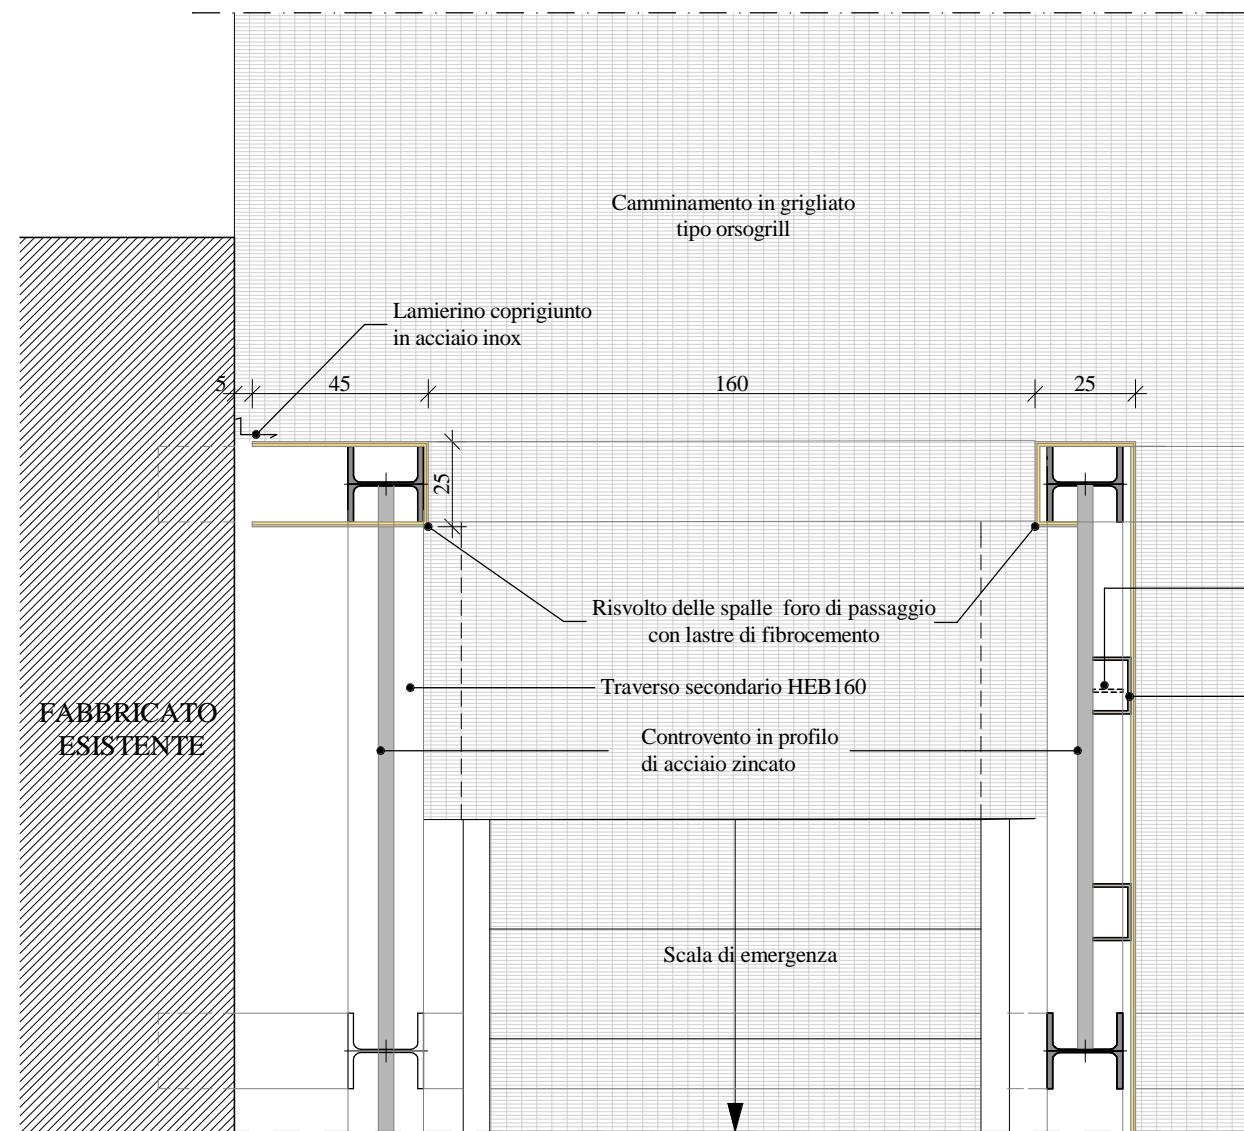 Camminamento in grigliato
tipo orsogrill
Lamierino coprigiunto
in acciaio inox
5
45
160
25
25
Risvolto delle spalle foro di passaggio
con lastre di fibrocemento
Traverso secondario HEB160
FABBRICATO
ESISTENTE
Controvento in profilo
di acciaio zincato
Scala di emergenza